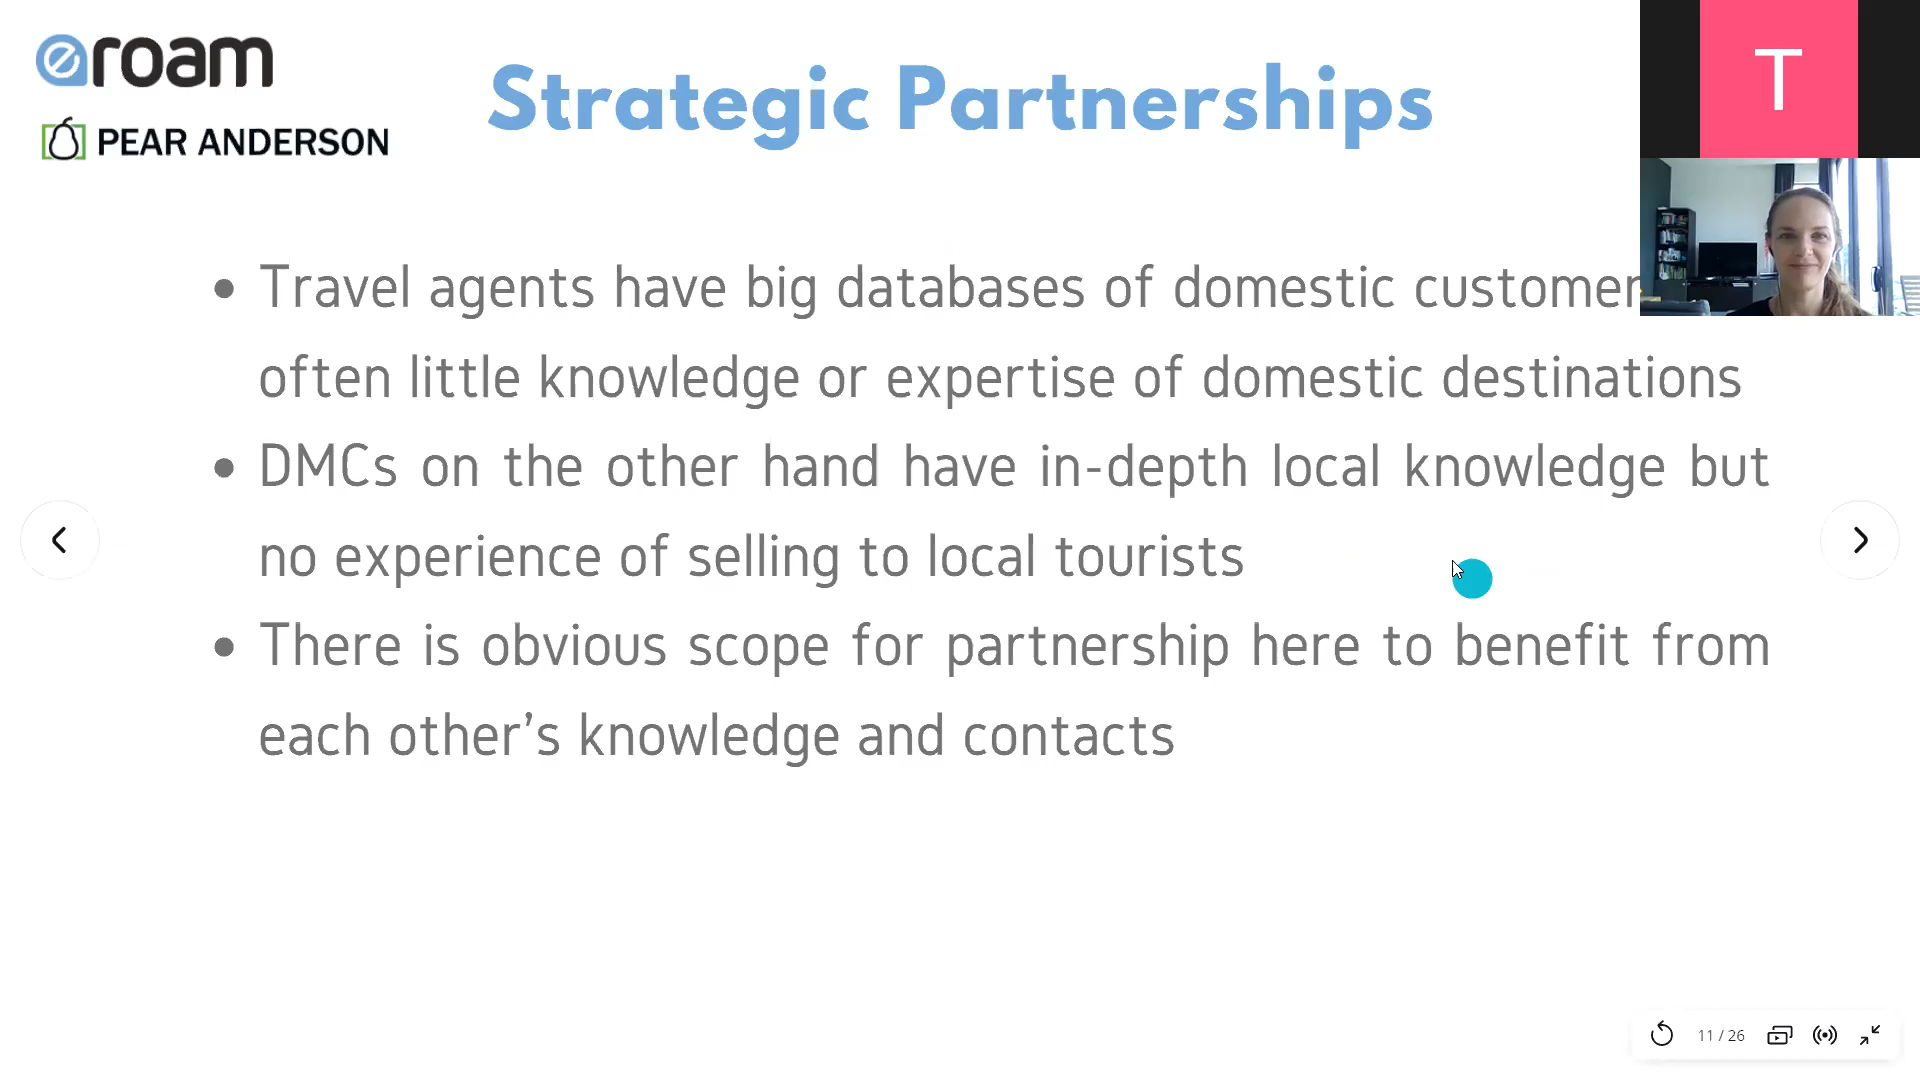 eroam
PEAR ANDERSON
Strategic Partnerships
T
• Travel agents have big databases of domestic customer
often little knowledge or expertise of domestic destinations
• DMCs on the other hand have in-depth local knowledge but
no experience of selling to local tourists
• There is obvious scope for partnership here to benefit from
each other’s knowledge and contacts
11 / 26